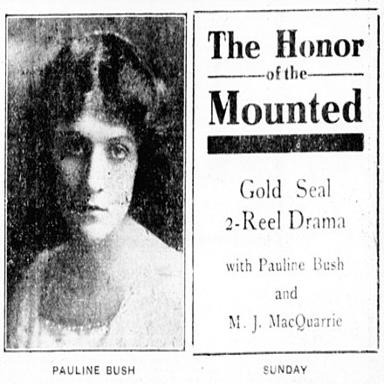 The Honor
of the
Mounted
Gold Seal
2-Reel Drama
with Pauline Bush
and
M. J. MacQuarrie
PAULINE BUSH
SUNDAY